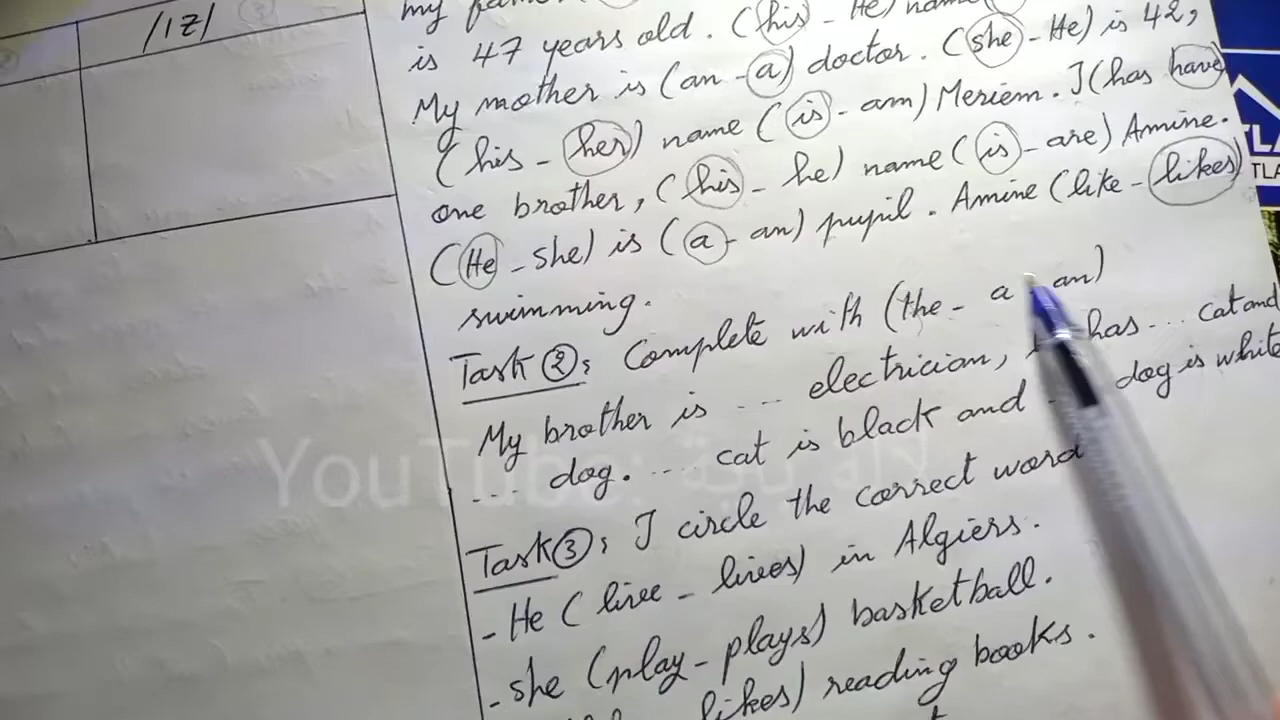 /IZ/
my
is 47 years old. (his - He) name
My mother is (an - a) doctor. (she - He) is 42,
(his - her) name (is - am) Meriem. I (has have)
one brother, (his - he) name (is - are) Amine.
(He - she) is (a - an) pupil. Amine (like - likes)
swimming.
Task ②: Complete with (the - a an)
My brother is ... electrician, has ... cat and
... dog. ... cat is black and dog is white
Task ③: I circle the correct word
- He (live - lives) in Algiers.
- she (play - plays) basketball.
likes) reading books.
YouTube: